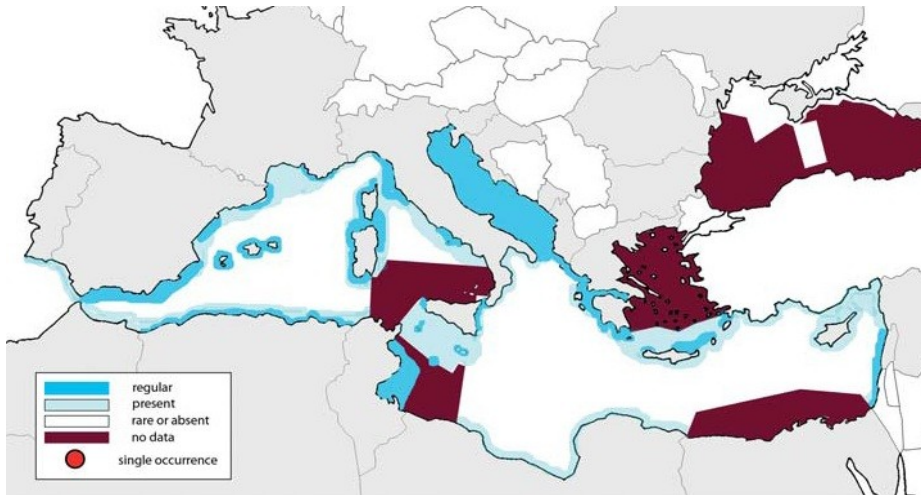 regular
present
rare or absent
no data
single occurrence